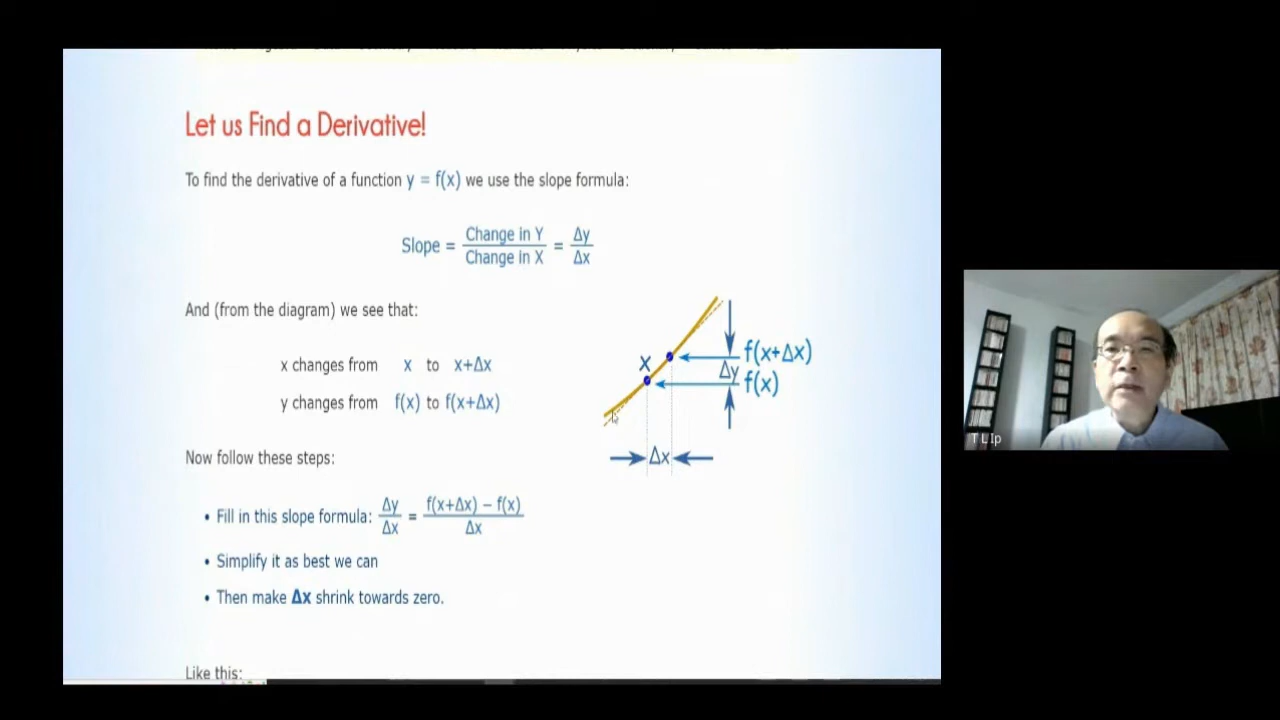 Let us Find a Derivative!
To find the derivative of a function y = f(x) we use the slope formula:
Slope = Change in Y / Change in X = Δy / Δx
And (from the diagram) we see that:
x changes from x to x+Δx
y changes from f(x) to f(x+Δx)
x
f(x+Δx)
Δy
f(x)
Δx
Now follow these steps:
• Fill in this slope formula: Δy / Δx = f(x+Δx) − f(x) / Δx
• Simplify it as best we can
• Then make Δx shrink towards zero.
Like this:
T L Ip